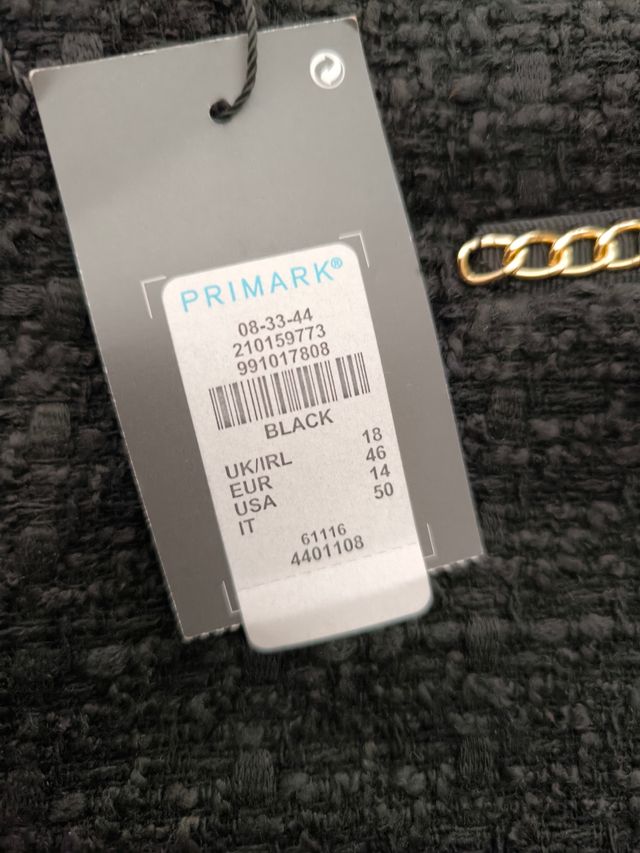 PRIMARK®
08-33-44
210159773
991017808
BLACK
UK/IRL 18
EUR 46
USA 14
IT 50
61116
4401108